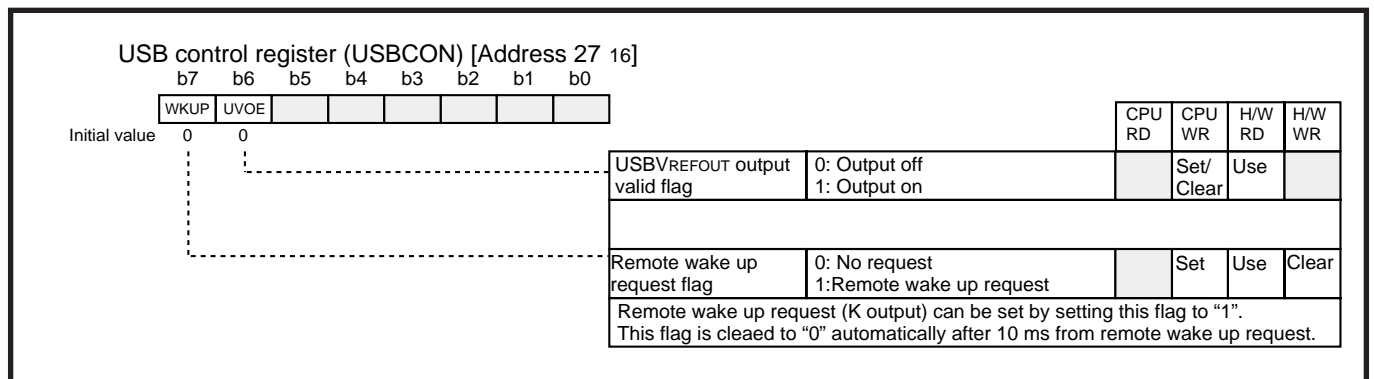 USB control register (USBCON) [Address 27 16]
b7 b6 b5 b4 b3 b2 b1 b0
WKUP UVOE
Initial value 0 0
CPU RD CPU WR H/W RD H/W WR
USBVREFOUT output valid flag
0: Output off
1: Output on
Set/ Clear Use
Remote wake up request flag
0: No request
1:Remote wake up request
Set Use Clear
Remote wake up request (K output) can be set by setting this flag to “1”.
This flag is cleaed to “0” automatically after 10 ms from remote wake up request.